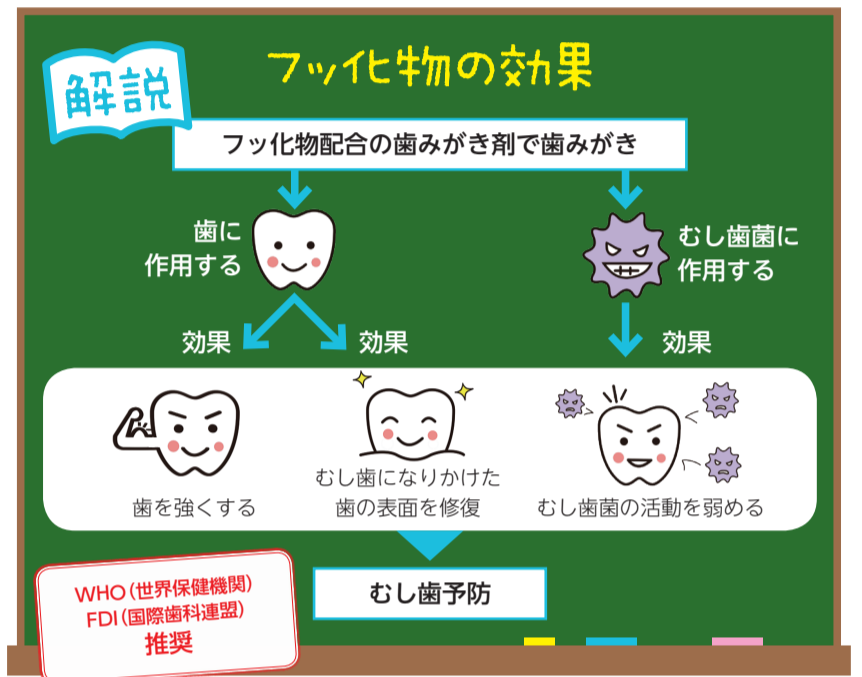 解説
フッ化物の効果
フッ化物配合の歯みがき剤で歯みがき
歯に
作用する
むし歯菌に
作用する
効果
効果
効果
歯を強くする
むし歯になりかけた
歯の表面を修復
むし歯菌の活動を弱める
むし歯予防
WHO(世界保健機関)
FDI(国際歯科連盟)
推奨